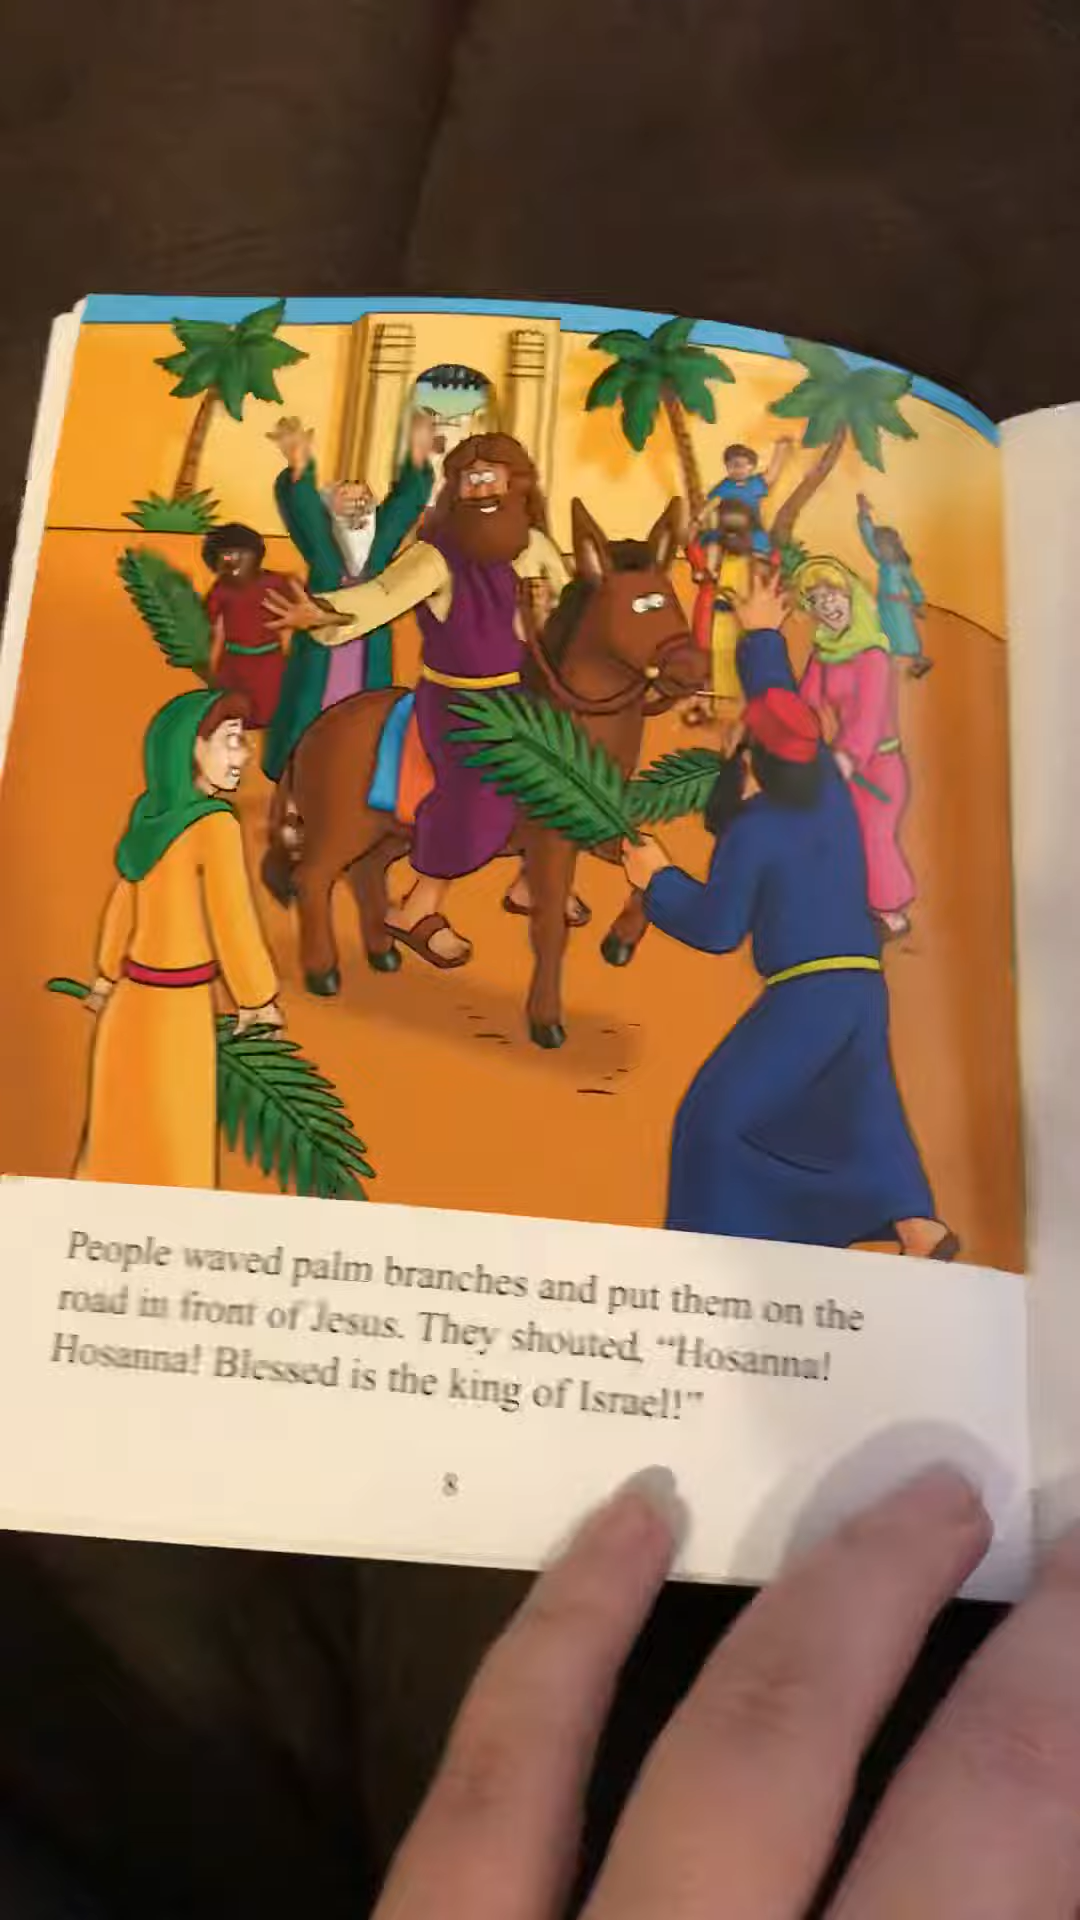 People waved palm branches and put them on the
road in front of Jesus. They shouted, “Hosanna!
Hosanna! Blessed is the king of Israel!”
8